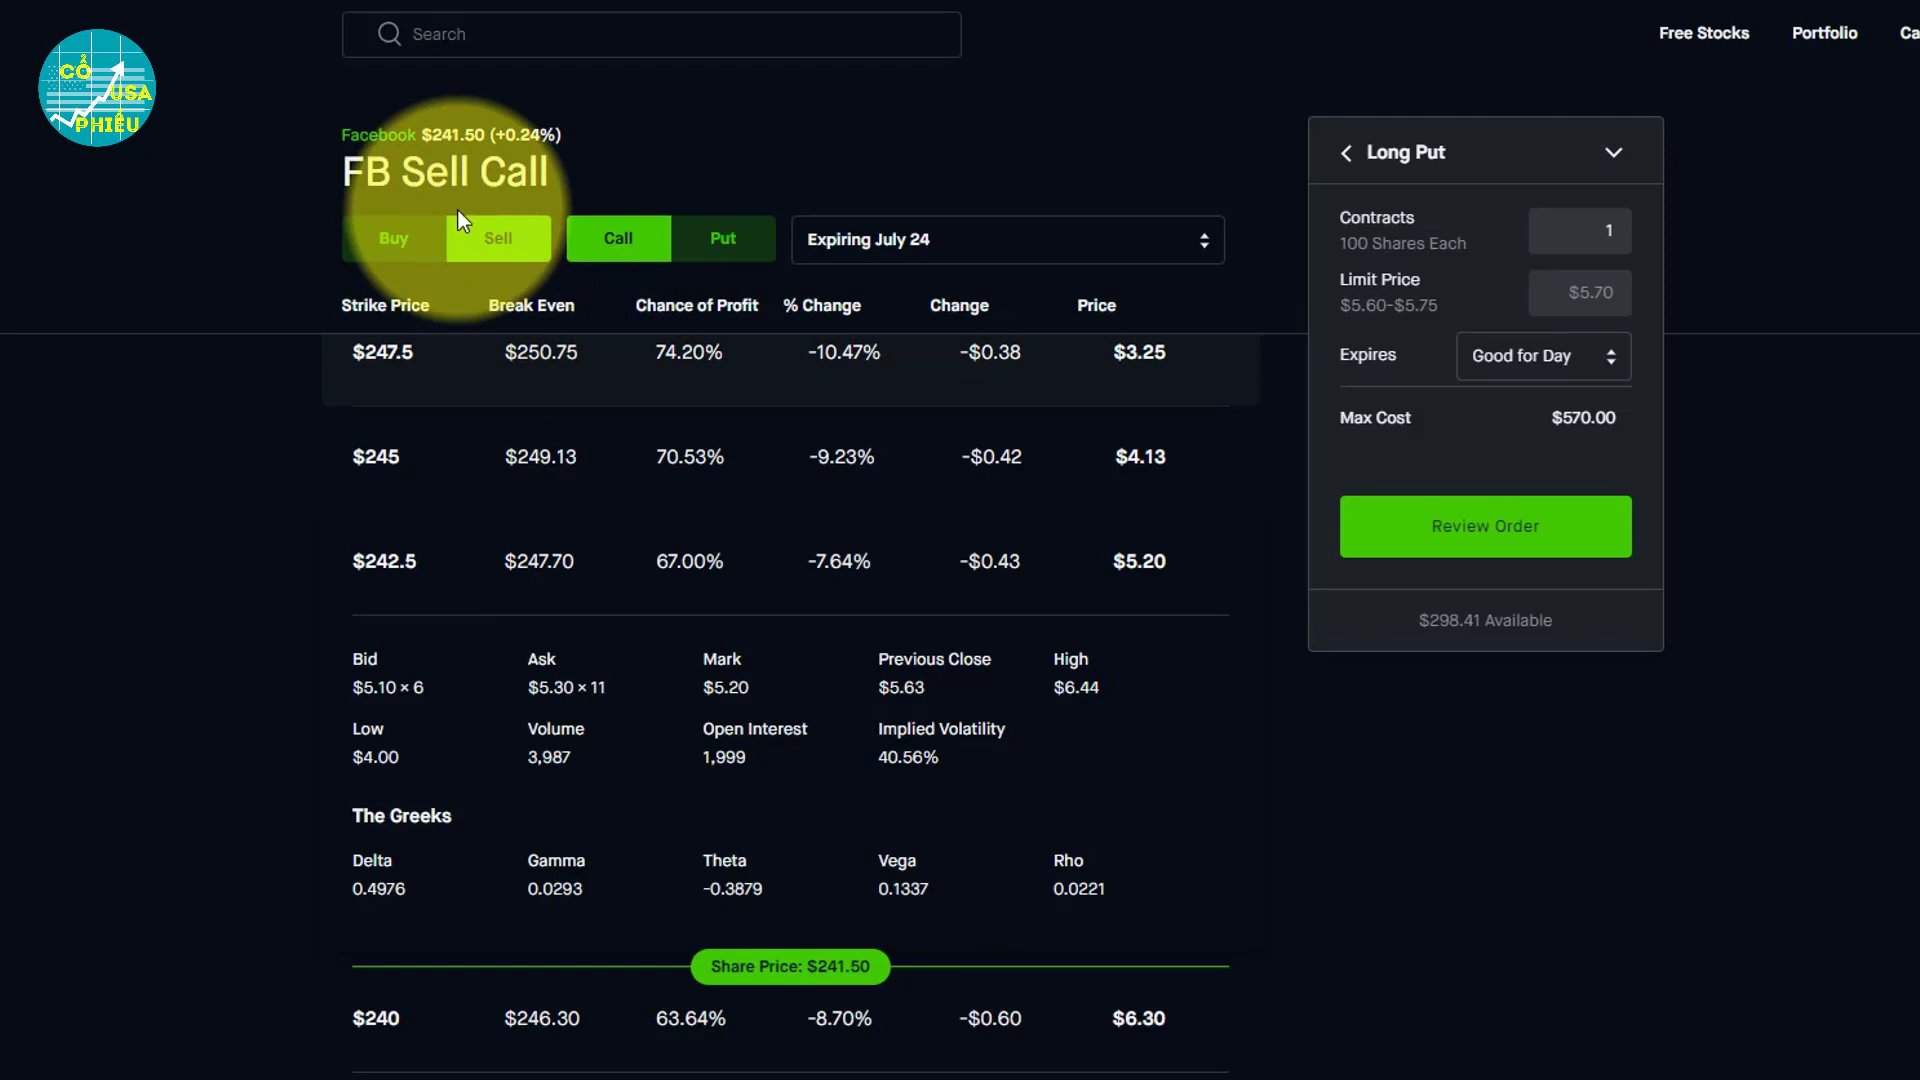 Search
Free Stocks
Portfolio
Ca
CỔ
USA
PHIẾU
Facebook $241.50 (+0.24%)
FB Sell Call
Buy
Sell
Call
Put
Expiring July 24
Strike Price
Break Even
Chance of Profit
% Change
Change
Price
$247.5
$250.75
74.20%
-10.47%
-$0.38
$3.25
$245
$249.13
70.53%
-9.23%
-$0.42
$4.13
$242.5
$247.70
67.00%
-7.64%
-$0.43
$5.20
Bid
Ask
Mark
Previous Close
High
$5.10 × 6
$5.30 × 11
$5.20
$5.63
$6.44
Low
Volume
Open Interest
Implied Volatility
$4.00
3,987
1,999
40.56%
The Greeks
Delta
Gamma
Theta
Vega
Rho
0.4976
0.0293
-0.3879
0.1337
0.0221
Share Price: $241.50
$240
$246.30
63.64%
-8.70%
-$0.60
$6.30
Long Put
Contracts
100 Shares Each
1
Limit Price
$5.60-$5.75
$5.70
Expires
Good for Day
Max Cost
$570.00
Review Order
$298.41 Available